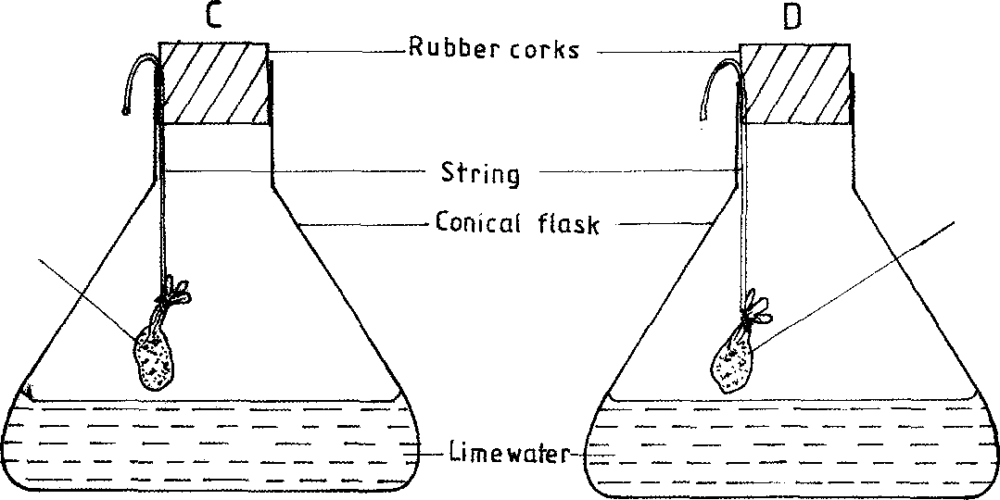 C
D
Rubber corks
String
Conical flask
Limewater